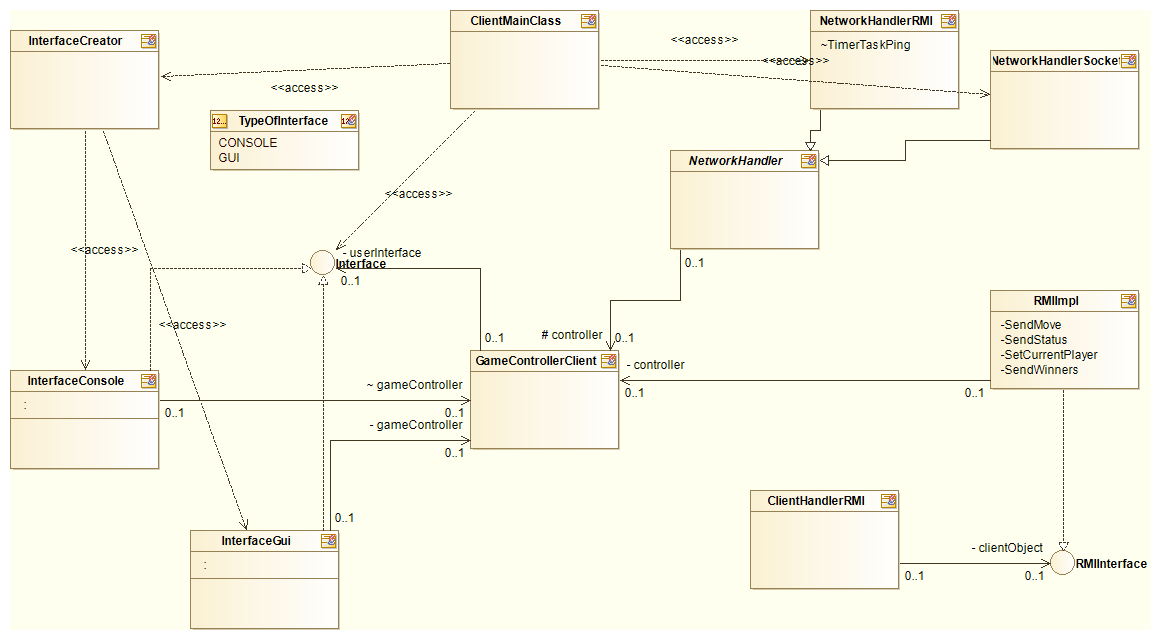 ClientMainClass
NetworkHandlerRMI
~TimerTaskPing
InterfaceCreator
<<access>>
<<access>>
NetworkHandlerSocket
<<access>>
TypeOfInterface
CONSOLE
GUI
NetworkHandler
<<access>>
<<access>>
- userInterface
Interface
0..1
0..1
RMIImpl
-SendMove
-SendStatus
-SetCurrentPlayer
-SendWinners
<<access>>
0..1
# controller
0..1
GameControllerClient
- controller
0..1
0..1
InterfaceConsole
:
~ gameController
0..1
0..1
- gameController
0..1
ClientHandlerRMI
0..1
InterfaceGui
:
- clientObject
RMIInterface
0..1
0..1